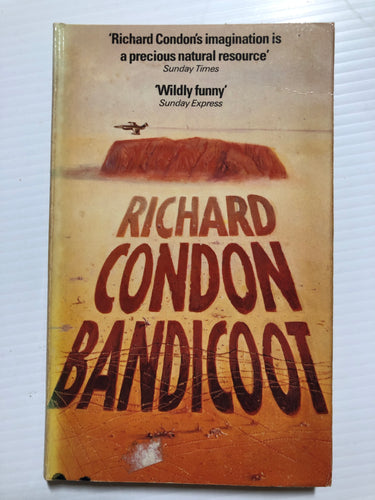 'Richard Condon's imagination is
a precious natural resource'
Sunday Times
'Wildly funny'
Sunday Express
RICHARD
CONDON
BANDICOOT